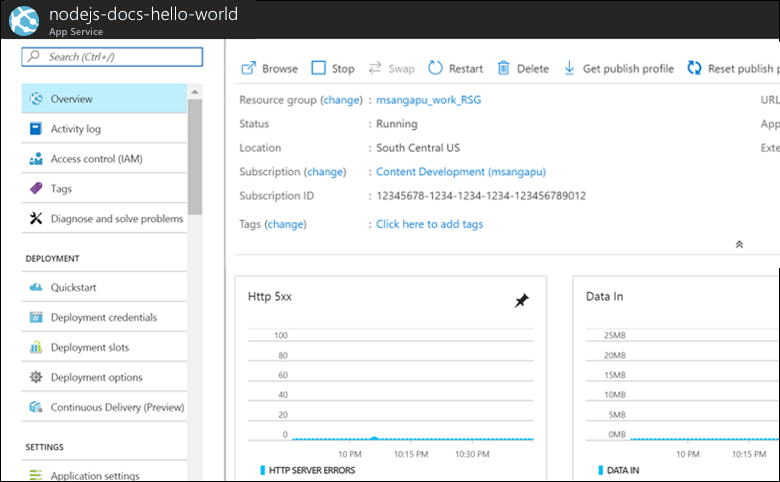 nodejs-docs-hello-world
App Service
Search (Ctrl+/)
Overview
Activity log
Access control (IAM)
Tags
Diagnose and solve problems
DEPLOYMENT
Quickstart
Deployment credentials
Deployment slots
Deployment options
Continuous Delivery (Preview)
SETTINGS
Application settings
Browse Stop Swap Restart Delete Get publish profile Reset publish p
Resource group (change) : msangapu_work_RSG URL
Status : Running App
Location : South Central US Exte
Subscription (change) : Content Development (msangapu)
Subscription ID : 12345678-1234-1234-1234-123456789012
Tags (change) : Click here to add tags
Http 5xx
100
80
60
40
20
0
10 PM 10:15 PM 10:30 PM
HTTP SERVER ERRORS
Data In
25MB
20MB
15MB
10MB
5MB
0MB
10 PM 10:15 PM
DATA IN